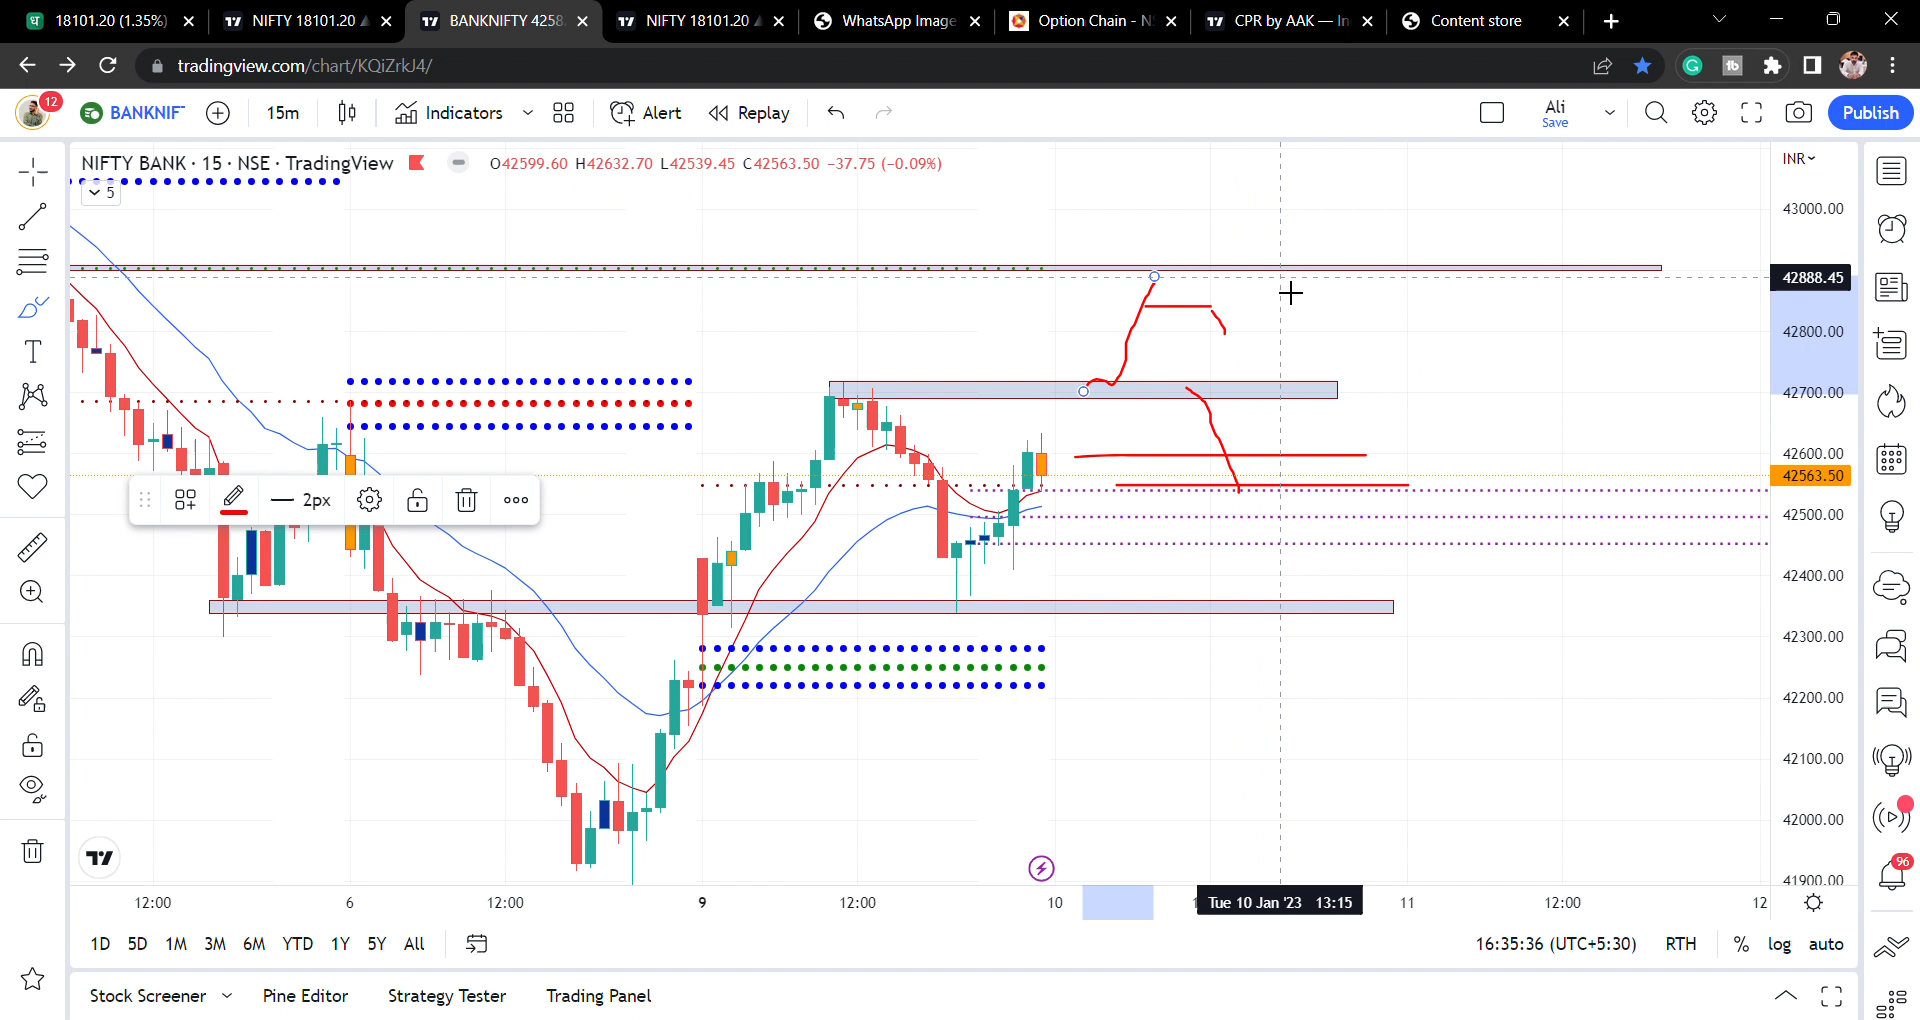 18101.20 (1.35%)
NIFTY 18101.20
BANKNIFTY 4258
NIFTY 18101.20
WhatsApp Image
Option Chain - N
CPR by AAK — In
Content store
tradingview.com/chart/KQiZrkJ4/
12
BANKNIF
15m
Indicators
Alert
Replay
Ali
Save
Publish
NIFTY BANK · 15 · NSE · TradingView
O42599.60 H42632.70 L42539.45 C42563.50 -37.75 (-0.09%)
INR
5
43000.00
42888.45
42800.00
42700.00
42600.00
42563.50
42500.00
42400.00
42300.00
42200.00
42100.00
42000.00
41900.00
2px
12:00
6
12:00
9
12:00
10
Tue 10 Jan '23 13:15
11
12:00
12
1D 5D 1M 3M 6M YTD 1Y 5Y All
16:35:36 (UTC+5:30)
RTH
% log auto
96
Stock Screener
Pine Editor
Strategy Tester
Trading Panel